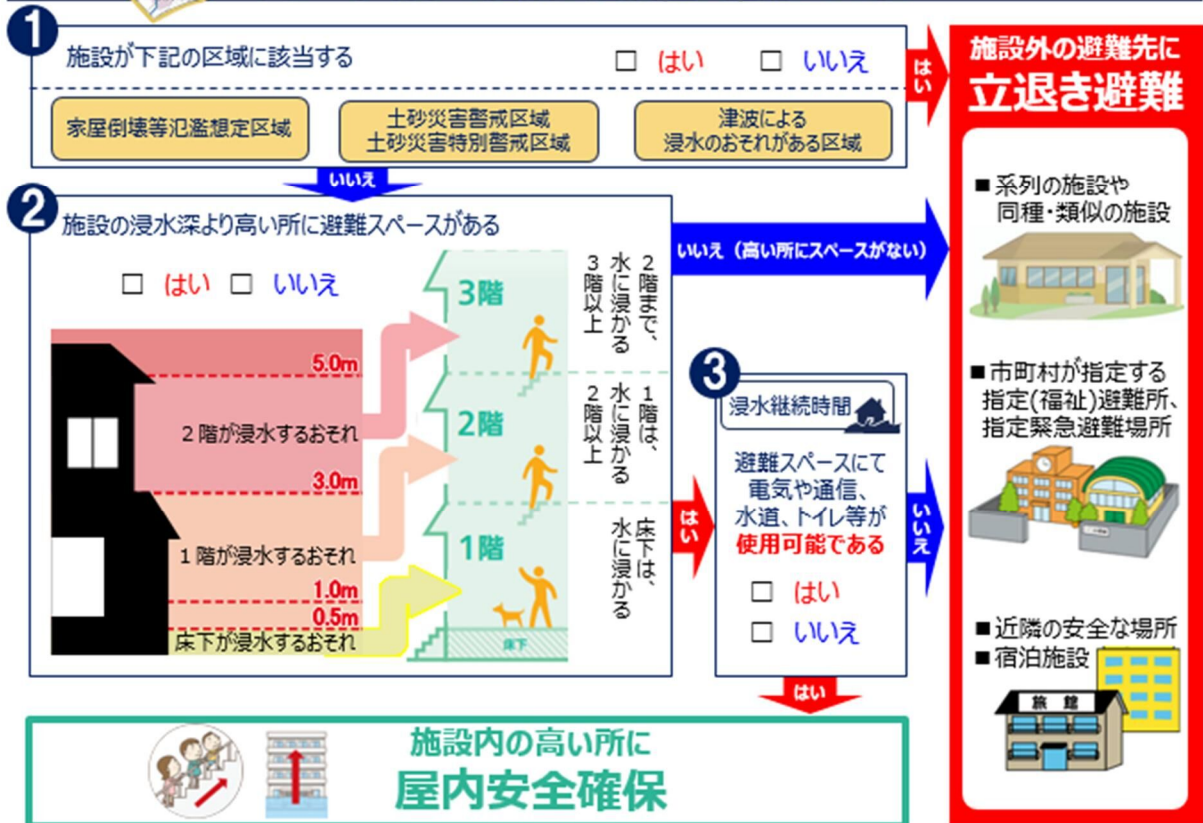 1
施設が下記の区域に該当する
□ はい □ いいえ
家屋倒壊等氾濫想定区域
土砂災害警戒区域
土砂災害特別警戒区域
津波による
浸水のおそれがある区域
はい
いいえ
2
施設の浸水深より高い所に避難スペースがある
□ はい □ いいえ
5.0m
2階が浸水するおそれ
3.0m
1階が浸水するおそれ
1.0m
0.5m
床下が浸水するおそれ
3階
2階
1階
床下
2階まで、
水に浸かる
3階以上
1階は、
水に浸かる
2階以上
床下は、
水に浸かる
いいえ(高い所にスペースがない)
はい
3
浸水継続時間
避難スペースにて
電気や通信、
水道、トイレ等が
使用可能である
□ はい
□ いいえ
いいえ
はい
施設内の高い所に
屋内安全確保
施設外の避難先に
立退き避難
■ 系列の施設や
同種・類似の施設
■ 市町村が指定する
指定(福祉)避難所、
指定緊急避難場所
■ 近隣の安全な場所
■ 宿泊施設
旅館